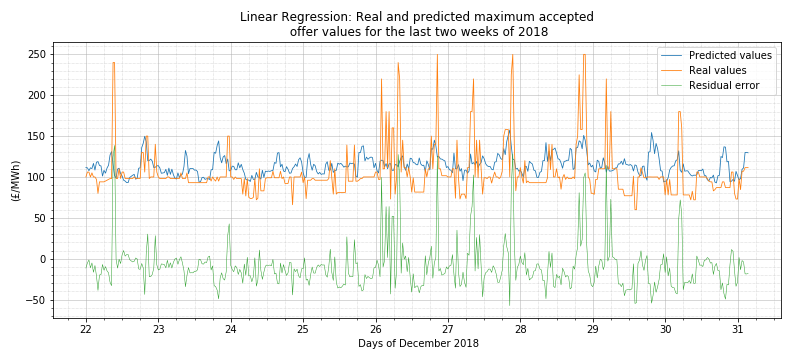 Linear Regression: Real and predicted maximum accepted
offer values for the last two weeks of 2018
Predicted values
Real values
Residual error
(£/MWh)
250
200
150
100
50
0
−50
22 23 24 25 26 27 28 29 30 31
Days of December 2018